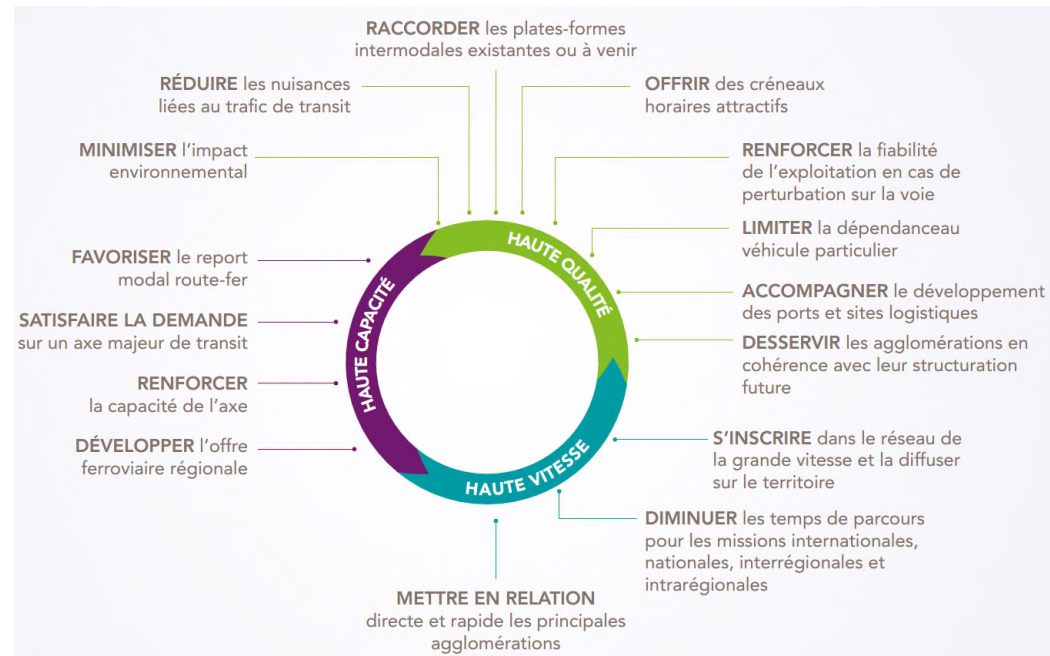 RACCORDER les plates-formes
intermodales existantes ou à venir
RÉDUIRE les nuisances
liées au trafic de transit
OFFRIR des créneaux
horaires attractifs
MINIMISER l'impact
environnemental
RENFORCER la fiabilité
de l'exploitation en cas de
perturbation sur la voie
LIMITER la dépendanceau
véhicule particulier
FAVORISER le report
modal route-fer
ACCOMPAGNER le développement
des ports et sites logistiques
SATISFAIRE LA DEMANDE
sur un axe majeur de transit
DESSERVIR les agglomérations en
cohérence avec leur structuration
future
RENFORCER
la capacité de l'axe
DÉVELOPPER l'offre
ferroviaire régionale
S'INSCRIRE dans le réseau de
la grande vitesse et la diffuser
sur le territoire
DIMINUER les temps de parcours
pour les missions internationales,
nationales, interrégionales et
intrarégionales
METTRE EN RELATION
directe et rapide les principales
agglomérations
HAUTE QUALITÉ
HAUTE CAPACITÉ
HAUTE VITESSE